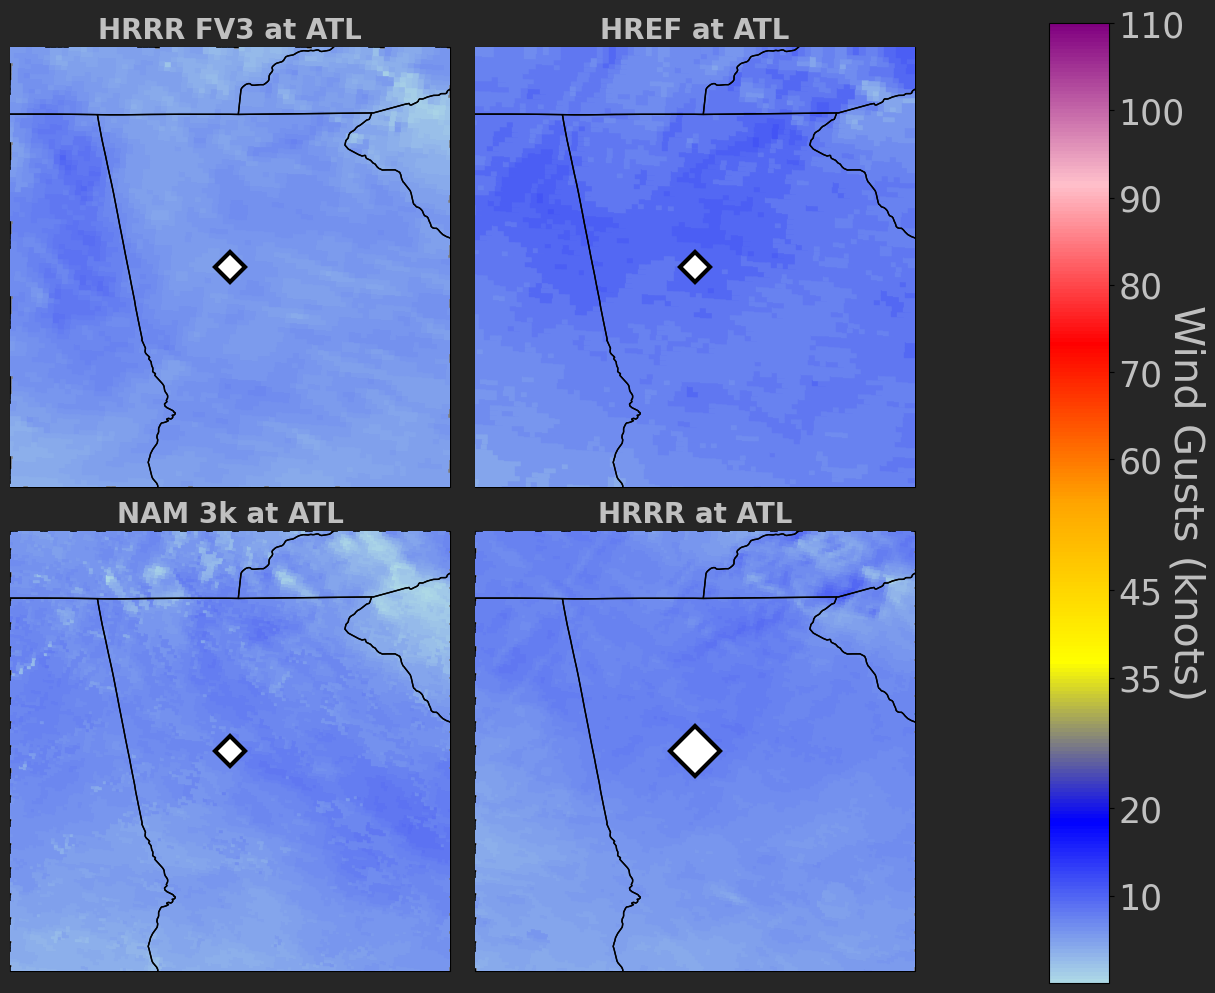 HRRR FV3 at ATL
HREF at ATL
NAM 3k at ATL
HRRR at ATL
110
100
90
80
70
60
45
35
20
10
Wind Gusts (knots)